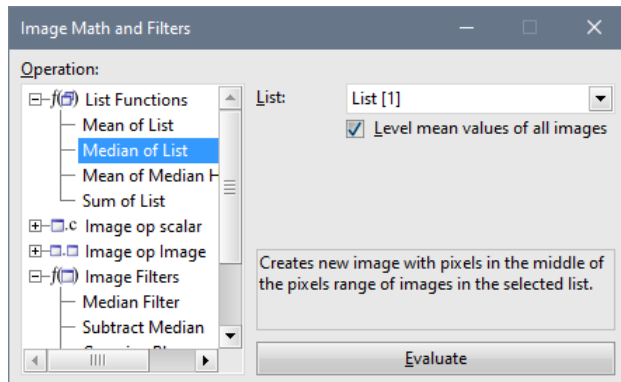 Image Math and Filters
Operation:
f() List Functions
Mean of List
Median of List
Mean of Median H
Sum of List
.c Image op scalar
Image op Image
f() Image Filters
Median Filter
Subtract Median
List: List [1]
Level mean values of all images
Creates new image with pixels in the middle of
the pixels range of images in the selected list.
Evaluate